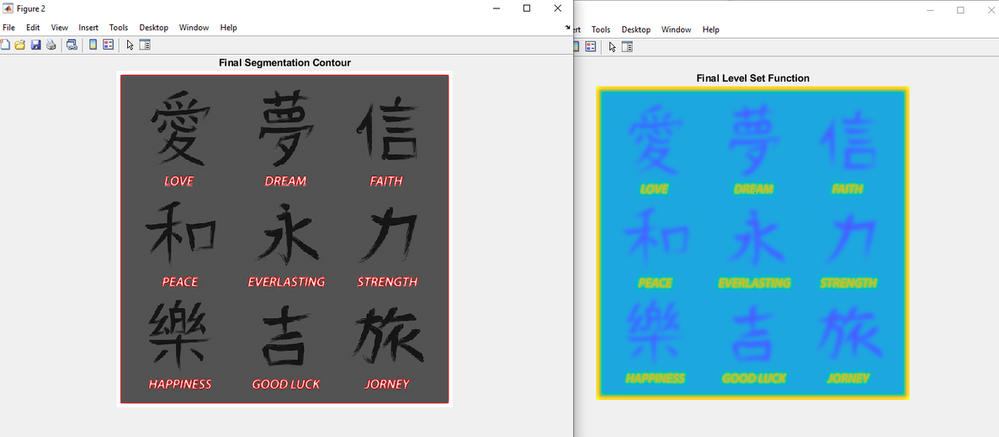 Figure 2
File Edit View Insert Tools Desktop Window Help
Final Segmentation Contour
愛 夢 信
LOVE DREAM FAITH
和 永 力
PEACE EVERLASTING STRENGTH
樂 吉 旅
HAPPINESS GOOD LUCK JORNEY
ert Tools Desktop Window Help
Final Level Set Function
愛 夢 信
LOVE DREAM FAITH
和 永 力
PEACE EVERLASTING STRENGTH
樂 吉 旅
HAPPINESS GOOD LUCK JORNEY